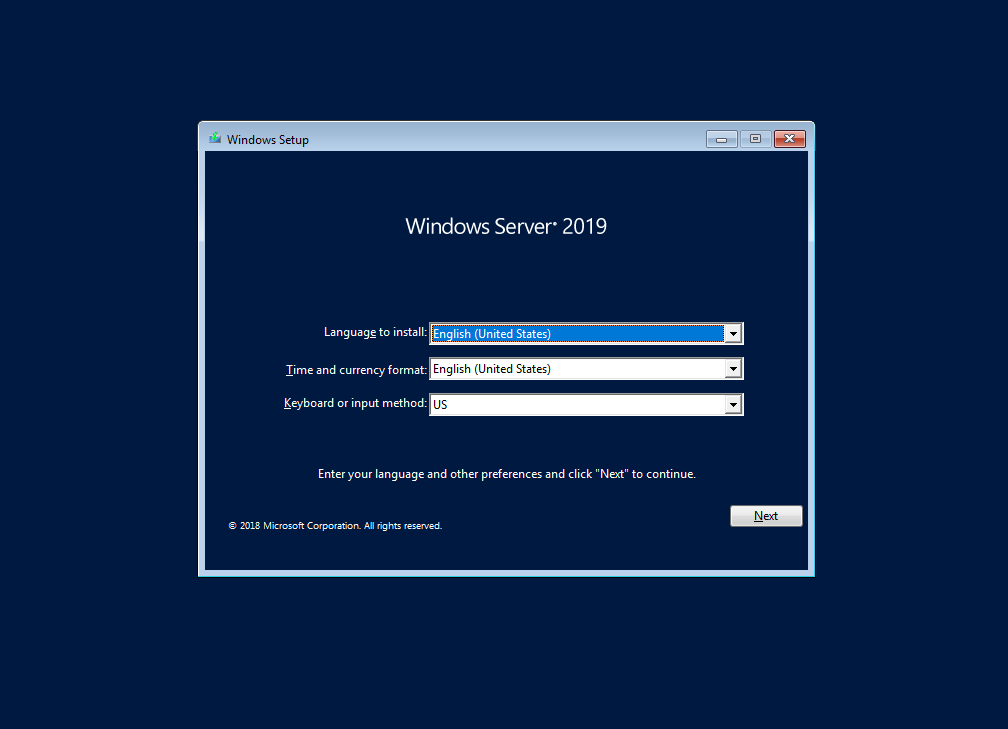 Windows Setup
Windows Server® 2019
Language to install: English (United States)
Time and currency format: English (United States)
Keyboard or input method: US
Enter your language and other preferences and click "Next" to continue.
Next
© 2018 Microsoft Corporation. All rights reserved.